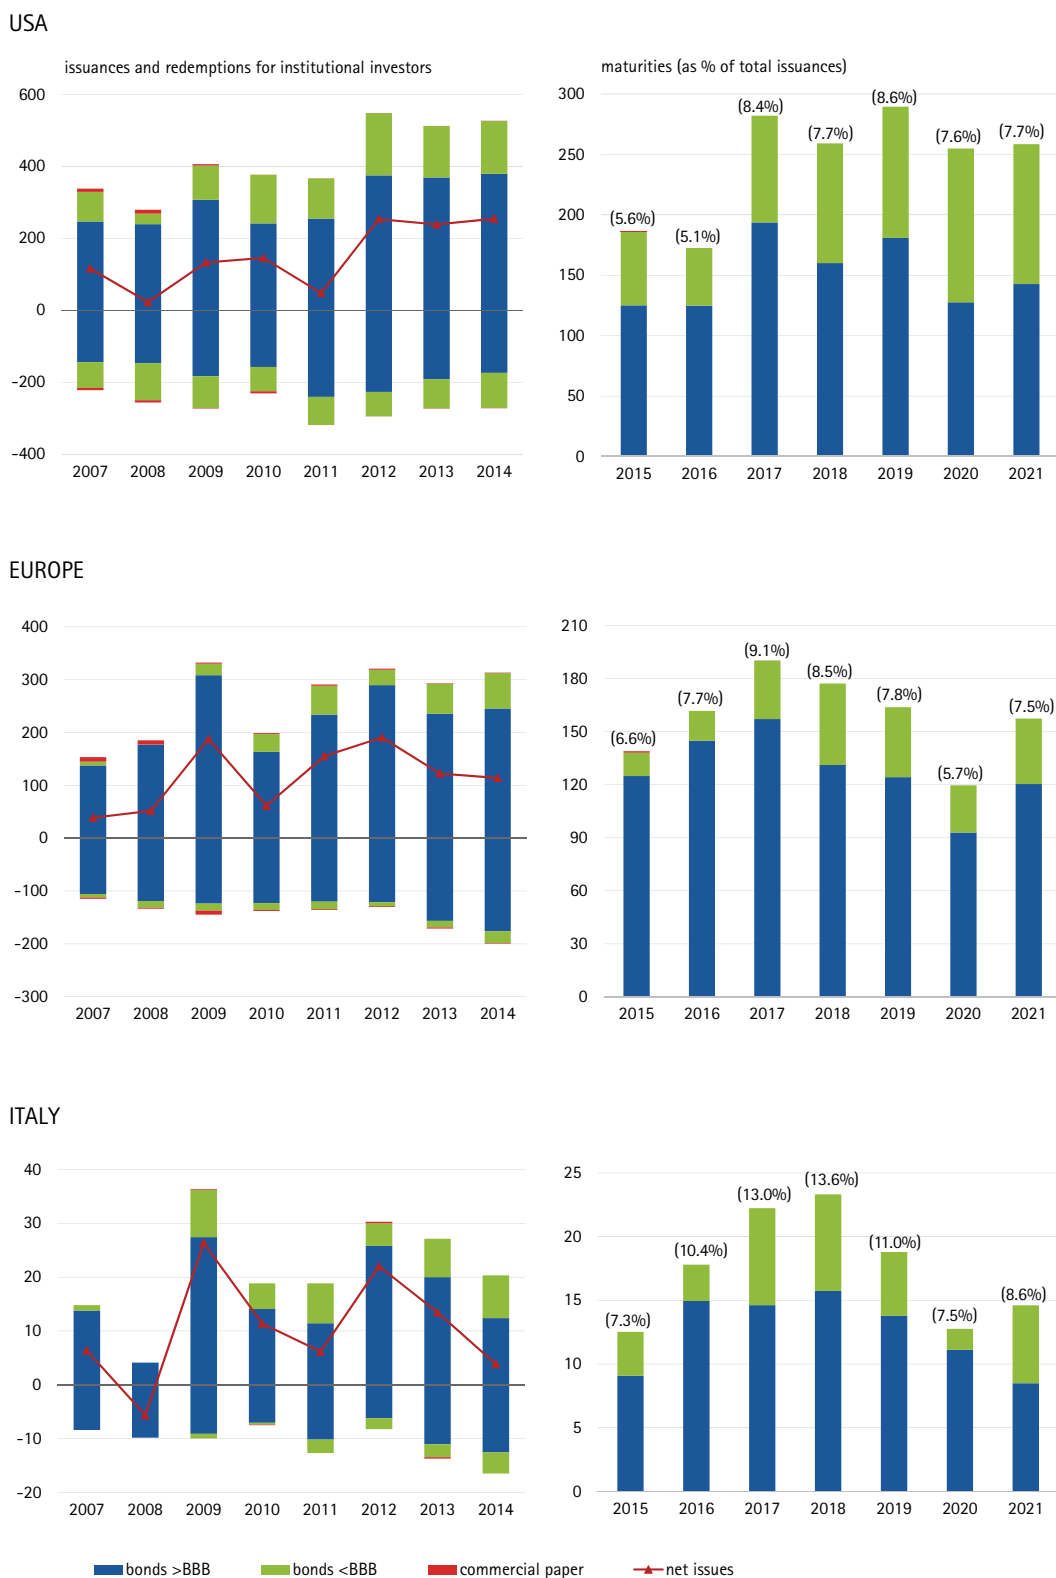 USA
issuances and redemptions for institutional investors
600
400
200
0
-200
-400
2007 2008 2009 2010 2011 2012 2013 2014
maturities (as % of total issuances)
300
250
200
150
100
50
0
(5.6%) (5.1%) (8.4%) (7.7%) (8.6%) (7.6%) (7.7%)
2015 2016 2017 2018 2019 2020 2021
EUROPE
400
300
200
100
0
-100
-200
-300
2007 2008 2009 2010 2011 2012 2013 2014
210
180
150
120
90
60
30
0
(6.6%) (7.7%) (9.1%) (8.5%) (7.8%) (5.7%) (7.5%)
2015 2016 2017 2018 2019 2020 2021
ITALY
40
30
20
10
0
-10
-20
2007 2008 2009 2010 2011 2012 2013 2014
25
20
15
10
5
0
(7.3%) (10.4%) (13.0%) (13.6%) (11.0%) (7.5%) (8.6%)
2015 2016 2017 2018 2019 2020 2021
bonds >BBB bonds <BBB commercial paper net issues